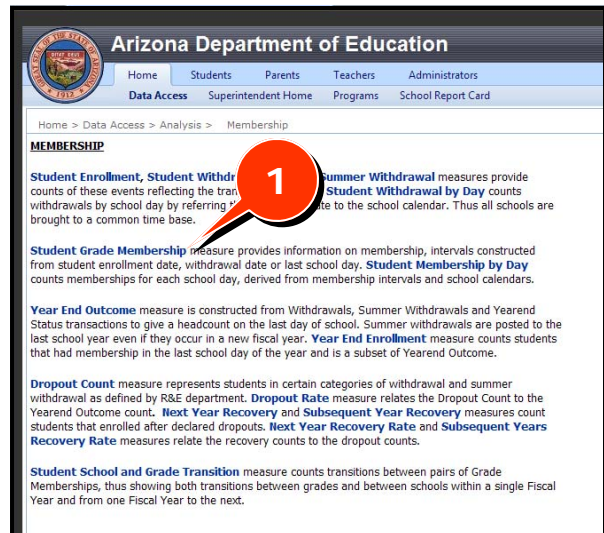 Arizona Department of Education
Home Students Parents Teachers Administrators
Data Access Superintendent Home Programs School Report Card
Home > Data Access > Analysis > Membership
MEMBERSHIP
Student Enrollment, Student Summer Withdrawal measures provide
counts of these events reflecting the Student Withdrawal by Day counts
withdrawals by school day by referring to the school calendar. Thus all schools are
brought to a common time base.
1
Student Grade Membership measure provides information on membership, intervals constructed
from student enrollment date, withdrawal date or last school day. Student Membership by Day
counts memberships for each school day, derived from membership intervals and school calendars.
Year End Outcome measure is constructed from Withdrawals, Summer Withdrawals and Yearend
Status transactions to give a headcount on the last day of school. Summer withdrawals are posted to the
last school year even if they occur in a new fiscal year. Year End Enrollment measure counts students
that had membership in the last school day of the year and is a subset of Yearend Outcome.
Dropout Count measure represents students in certain categories of withdrawal and summer
withdrawal as defined by R&E department. Dropout Rate measure relates the Dropout Count to the
Yearend Outcome count. Next Year Recovery and Subsequent Year Recovery measures count
students that enrolled after declared dropouts. Next Year Recovery Rate and Subsequent Years
Recovery Rate measures relate the recovery counts to the dropout counts.
Student School and Grade Transition measure counts transitions between pairs of Grade
Memberships, thus showing both transitions between grades and between schools within a single Fiscal
Year and from one Fiscal Year to the next.